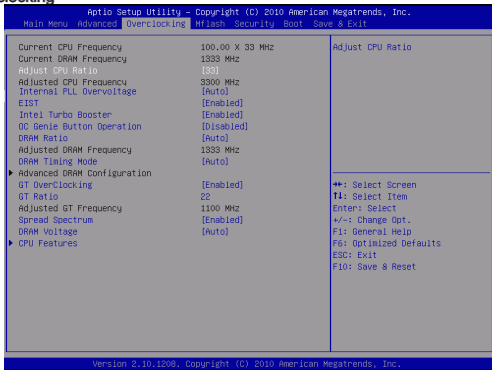 clocking
Aptio Setup Utility – Copyright (C) 2010 American Megatrends, Inc.
Main Menu Advanced Overclocking Mflash Security Boot Save & Exit
Current CPU Frequency 100.00 X 33 MHz
Current DRAM Frequency 1333 MHz
Adjust CPU Ratio [33]
Adjusted CPU Frequency 3300 MHz
Internal PLL Overvoltage [Auto]
EIST [Enabled]
Intel Turbo Booster [Enabled]
OC Genie Button Operation [Disabled]
DRAM Ratio [Auto]
Adjusted DRAM Frequency 1333 MHz
DRAM Timing Mode [Auto]
Advanced DRAM Configuration
GT OverClocking [Enabled]
GT Ratio 22
Adjusted GT Frequency 1100 MHz
Spread Spectrum [Enabled]
DRAM Voltage [Auto]
CPU Features
Adjust CPU Ratio
→←: Select Screen
↑↓: Select Item
Enter: Select
+/-: Change Opt.
F1: General Help
F6: Optimized Defaults
ESC: Exit
F10: Save & Reset
Version 2.10.1208. Copyright (C) 2010 American Megatrends, Inc.